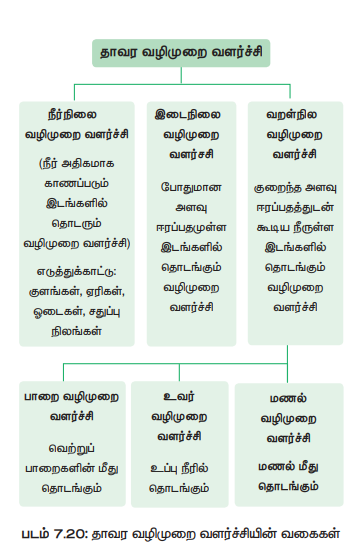 தாவர வழிமுறை வளர்ச்சி
நீர்நிலை
வழிமுறை வளர்ச்சி
(நீர் அதிகமாக
காணப்படும்
இடங்களில்
தொடரும்
வழிமுறை வளர்ச்சி)
எடுத்துக்காட்டு:
குளங்கள், ஏரிகள்,
ஓடைகள், சதுப்பு
நிலங்கள்
இடைநிலை
வழிமுறை
வளர்சசி
போதுமான
அளவு
ஈரப்பதமுள்ள
இடங்களில்
தொடங்கும்
வழிமுறை
வளர்ச்சி
வறள்நில
வழிமுறை
வளர்ச்சி
குறைந்த அளவு
ஈரப்பதத்துடன்
கூடிய நீருள்ள
இடங்களில்
தொடங்கும்
வழிமுறை
வளர்ச்சி
பாறை வழிமுறை
வளர்ச்சி
வெற்றுப்
பாறைகளின் மீது
தொடங்கும்
உவர்
வழிமுறை
வளர்ச்சி
உப்பு நீரில்
தொடங்கும்
மணல்
வழிமுறை
வளர்ச்சி
மணல் மீது
தொடங்கும்
படம் 7.20: தாவர வழிமுறை வளர்ச்சியின் வகைகள்